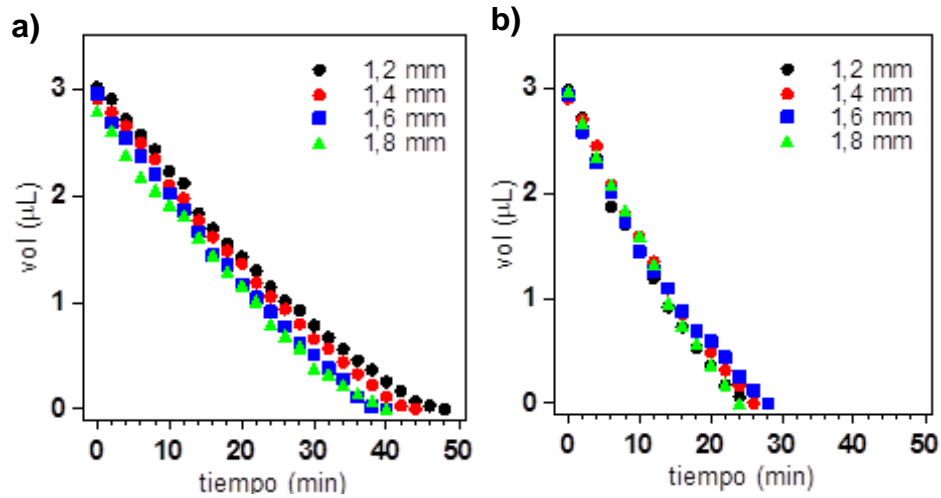 a)
1,2 mm
1,4 mm
1,6 mm
1,8 mm
3
2
1
0
vol (μL)
0 10 20 30 40 50
tiempo (min)
b)
1,2 mm
1,4 mm
1,6 mm
1,8 mm
3
2
1
0
vol (μL)
0 10 20 30 40 50
tiempo (min)